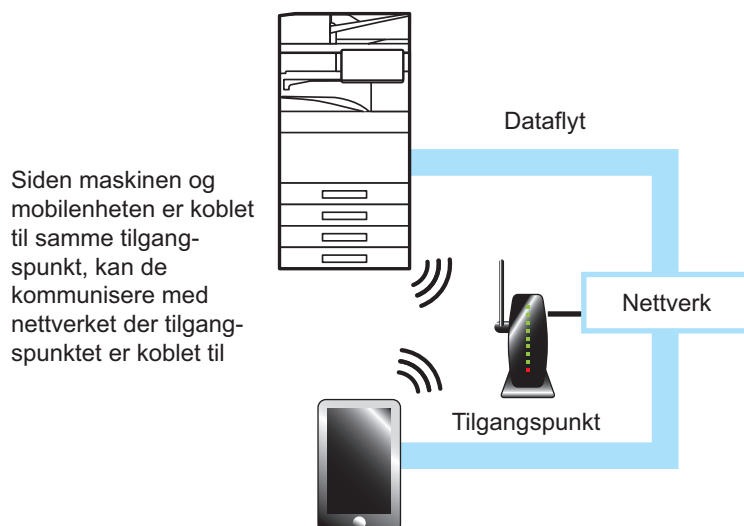 Dataflyt
Siden maskinen og
mobilenheten er koblet
til samme tilgang-
spunkt, kan de
kommunisere med
nettverket der tilgang-
spunktet er koblet til
Nettverk
Tilgangspunkt